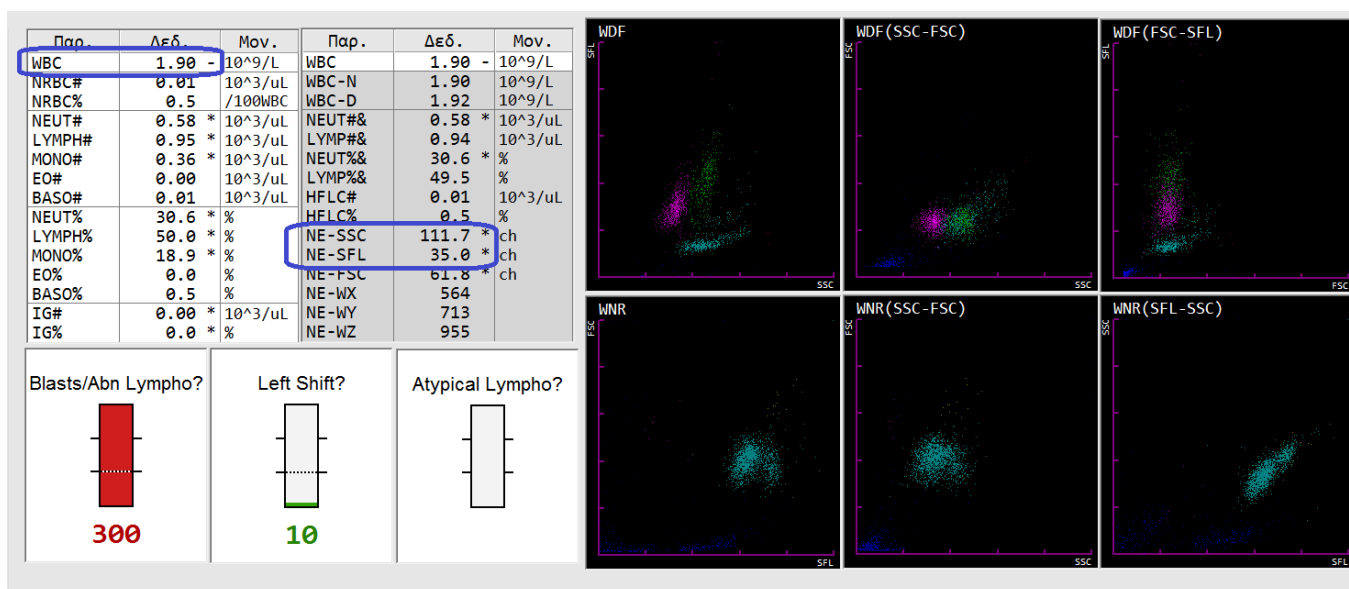 Παρ. Δεδ. Μον.
WBC 1.90 - 10^9/L
NRBC# 0.01 10^3/uL
NRBC% 0.5 /100WBC
NEUT# 0.58 * 10^3/uL
LYMPH# 0.95 * 10^3/uL
MONO# 0.36 * 10^3/uL
EO# 0.00 10^3/uL
BASO# 0.01 10^3/uL
NEUT% 30.6 * %
LYMPH% 50.0 * %
MONO% 18.9 * %
EO% 0.0 %
BASO% 0.5 %
IG# 0.00 * 10^3/uL
IG% 0.0 * %
Παρ. Δεδ. Μον.
WBC 1.90 - 10^9/L
WBC-N 1.90 10^9/L
WBC-D 1.92 10^9/L
NEUT#& 0.58 * 10^3/uL
LYMP#& 0.94 10^3/uL
NEUT%& 30.6 * %
LYMP%& 49.5 %
HFLC# 0.01 10^3/uL
HFLC% 0.5 %
NE-SSC 111.7 * ch
NE-SFL 35.0 * ch
NE-FSC 61.8 * ch
NE-WX 564
NE-WY 713
NE-WZ 955
Blasts/Abn Lympho?
300
Left Shift?
10
Atypical Lympho?
WDF
SFL
SSC
WDF(SSC-FSC)
FSC
SSC
WDF(FSC-SFL)
SFL
FSC
WNR
FSC
SFL
WNR(SSC-FSC)
FSC
SSC
WNR(SFL-SSC)
SSC
SFL